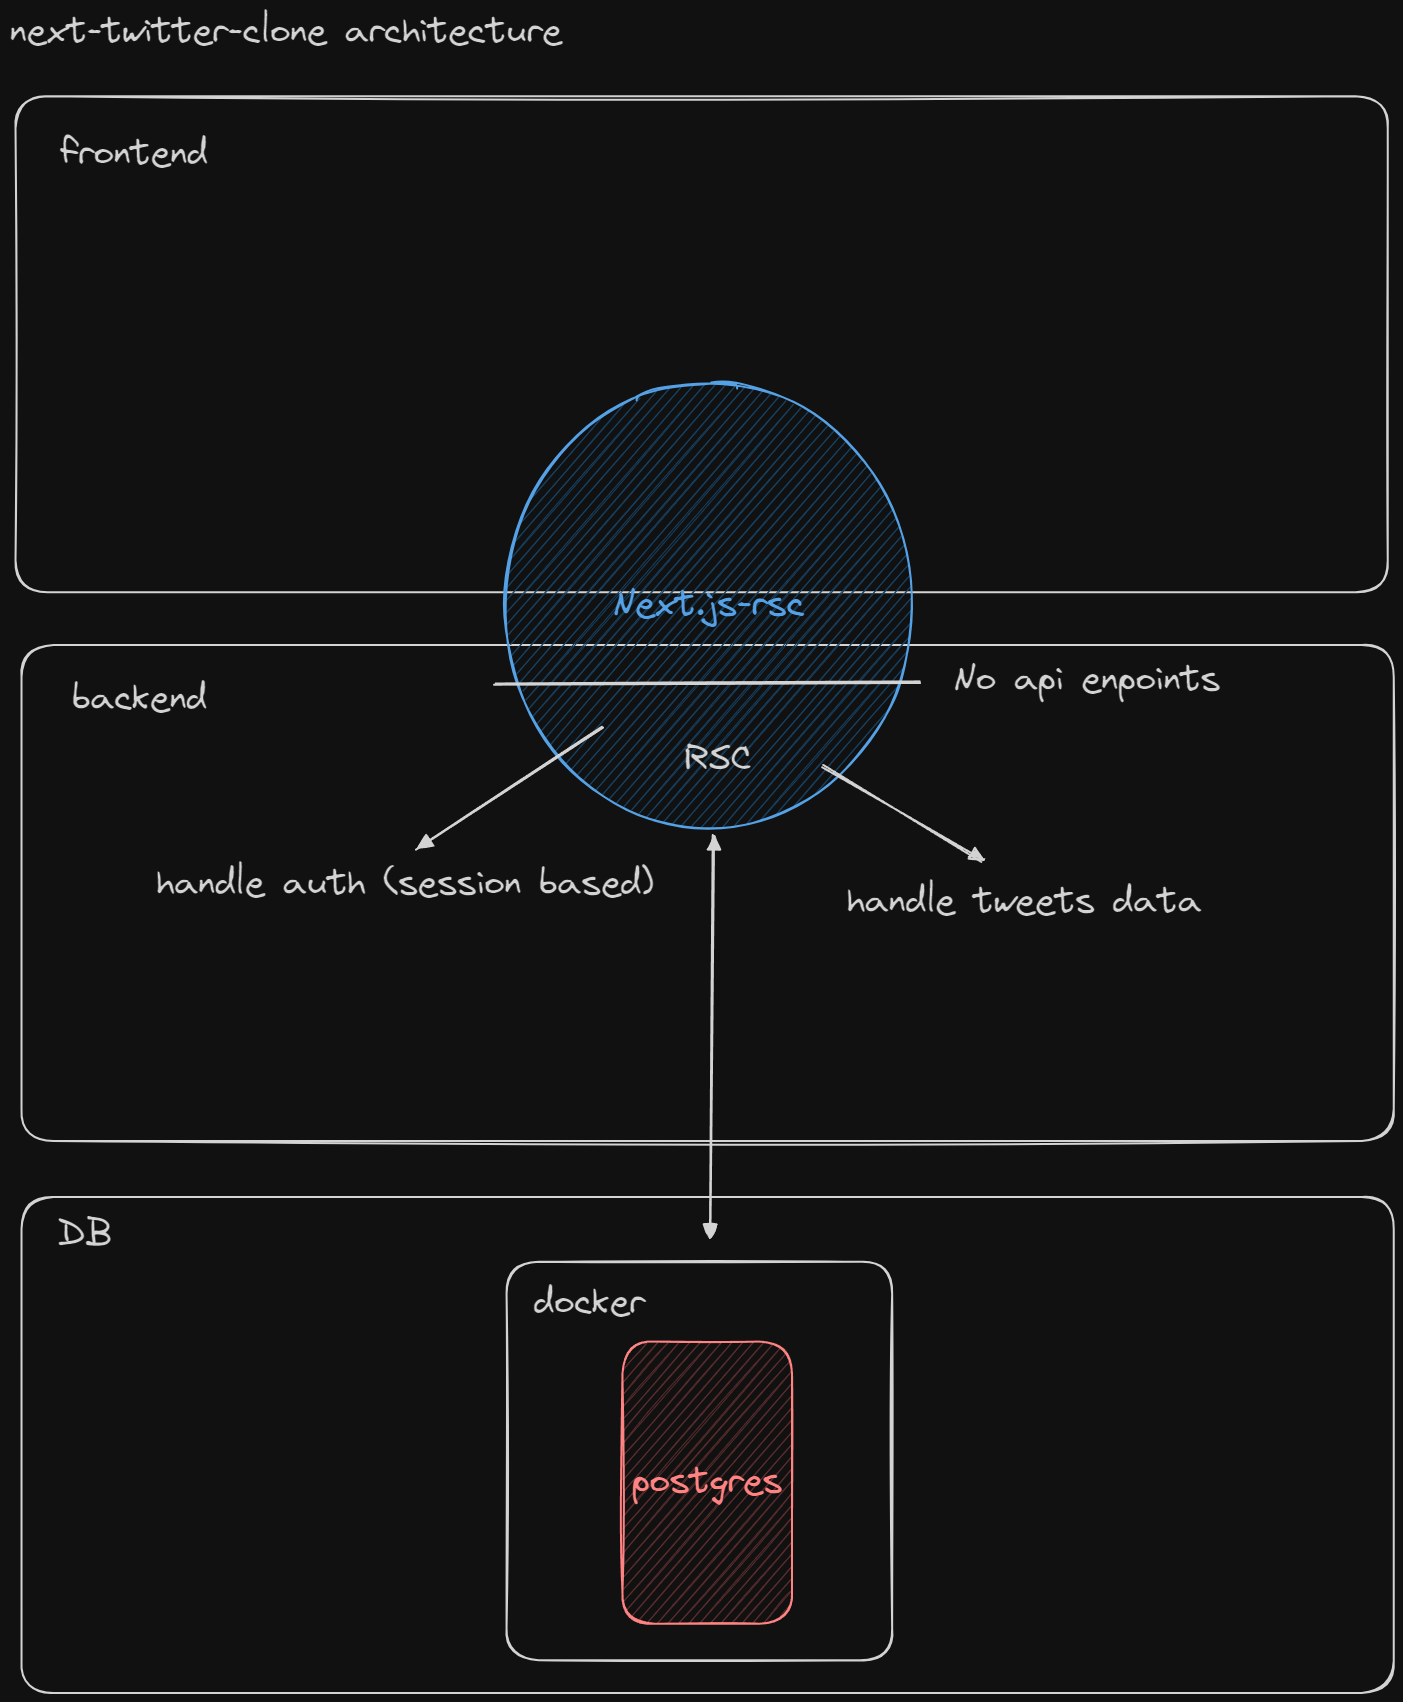 next-twitter-clone architecture
frontend
Next.js-rsc
backend
No api enpoints
RSC
handle auth (session based)
handle tweets data
DB
docker
postgres